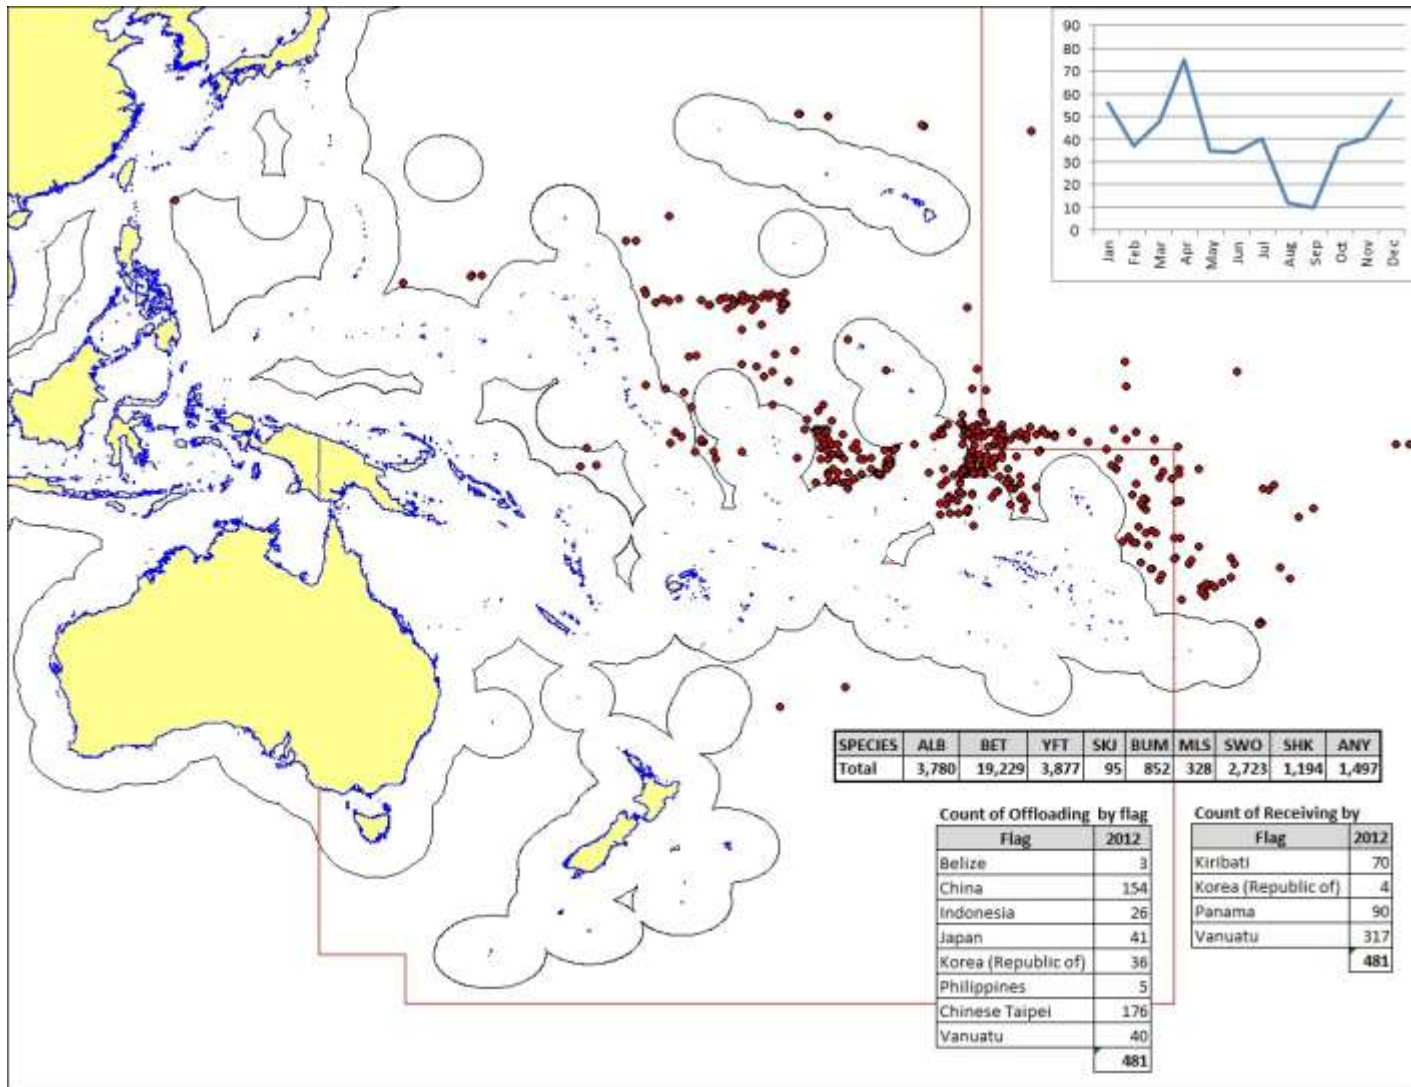 90
80
70
60
50
40
30
20
10
0
Jan Feb Mar Apr May Jun Jul Aug Sep Oct Nov Dec
SPECIES ALB BET YFT SKJ BUM MLS SWO SHK ANY
Total 3,780 19,229 3,877 95 852 328 2,723 1,194 1,497
Count of Offloading by flag
Flag 2012
Belize 3
China 154
Indonesia 26
Japan 41
Korea (Republic of) 36
Philippines 5
Chinese Taipei 176
Vanuatu 40
481
Count of Receiving by
Flag 2012
Kiribati 70
Korea (Republic of) 4
Panama 90
Vanuatu 317
481